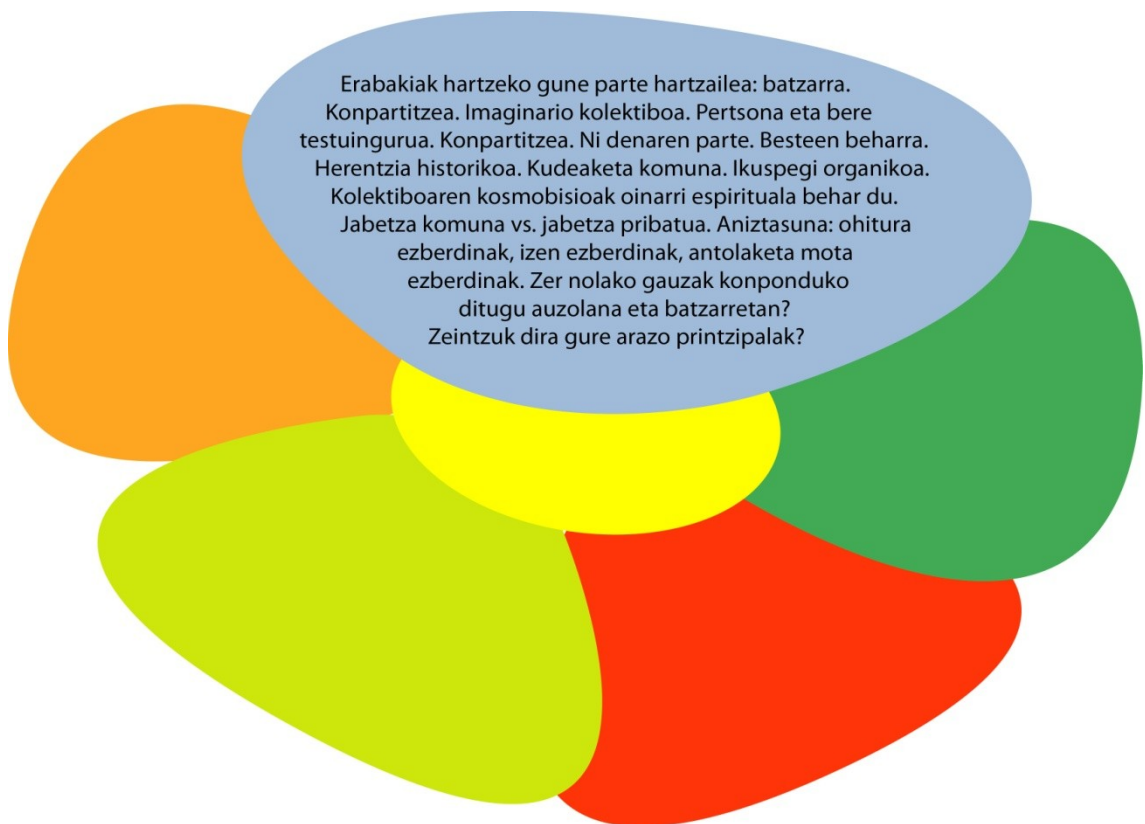 Erabakiak hartzeko gune parte hartzailea: batzarra.
Konpartitzea. Imaginario kolektiboa. Pertsona eta bere
testuingurua. Konpartitzea. Ni denaren parte. Besteen beharra.
Herentzia historikoa. Kudeaketa komuna. Ikuspegi organikoa.
Kolektiboaren kosmobisioak oinarri espirituala behar du.
Jabetza komuna vs. jabetza pribatua. Aniztasuna: ohitura
ezberdinak, izen ezberdinak, antolaketa mota
ezberdinak. Zer nolako gauzak konponduko
ditugu auzolana eta batzarretan?
Zeintzuk dira gure arazo printzipalak?